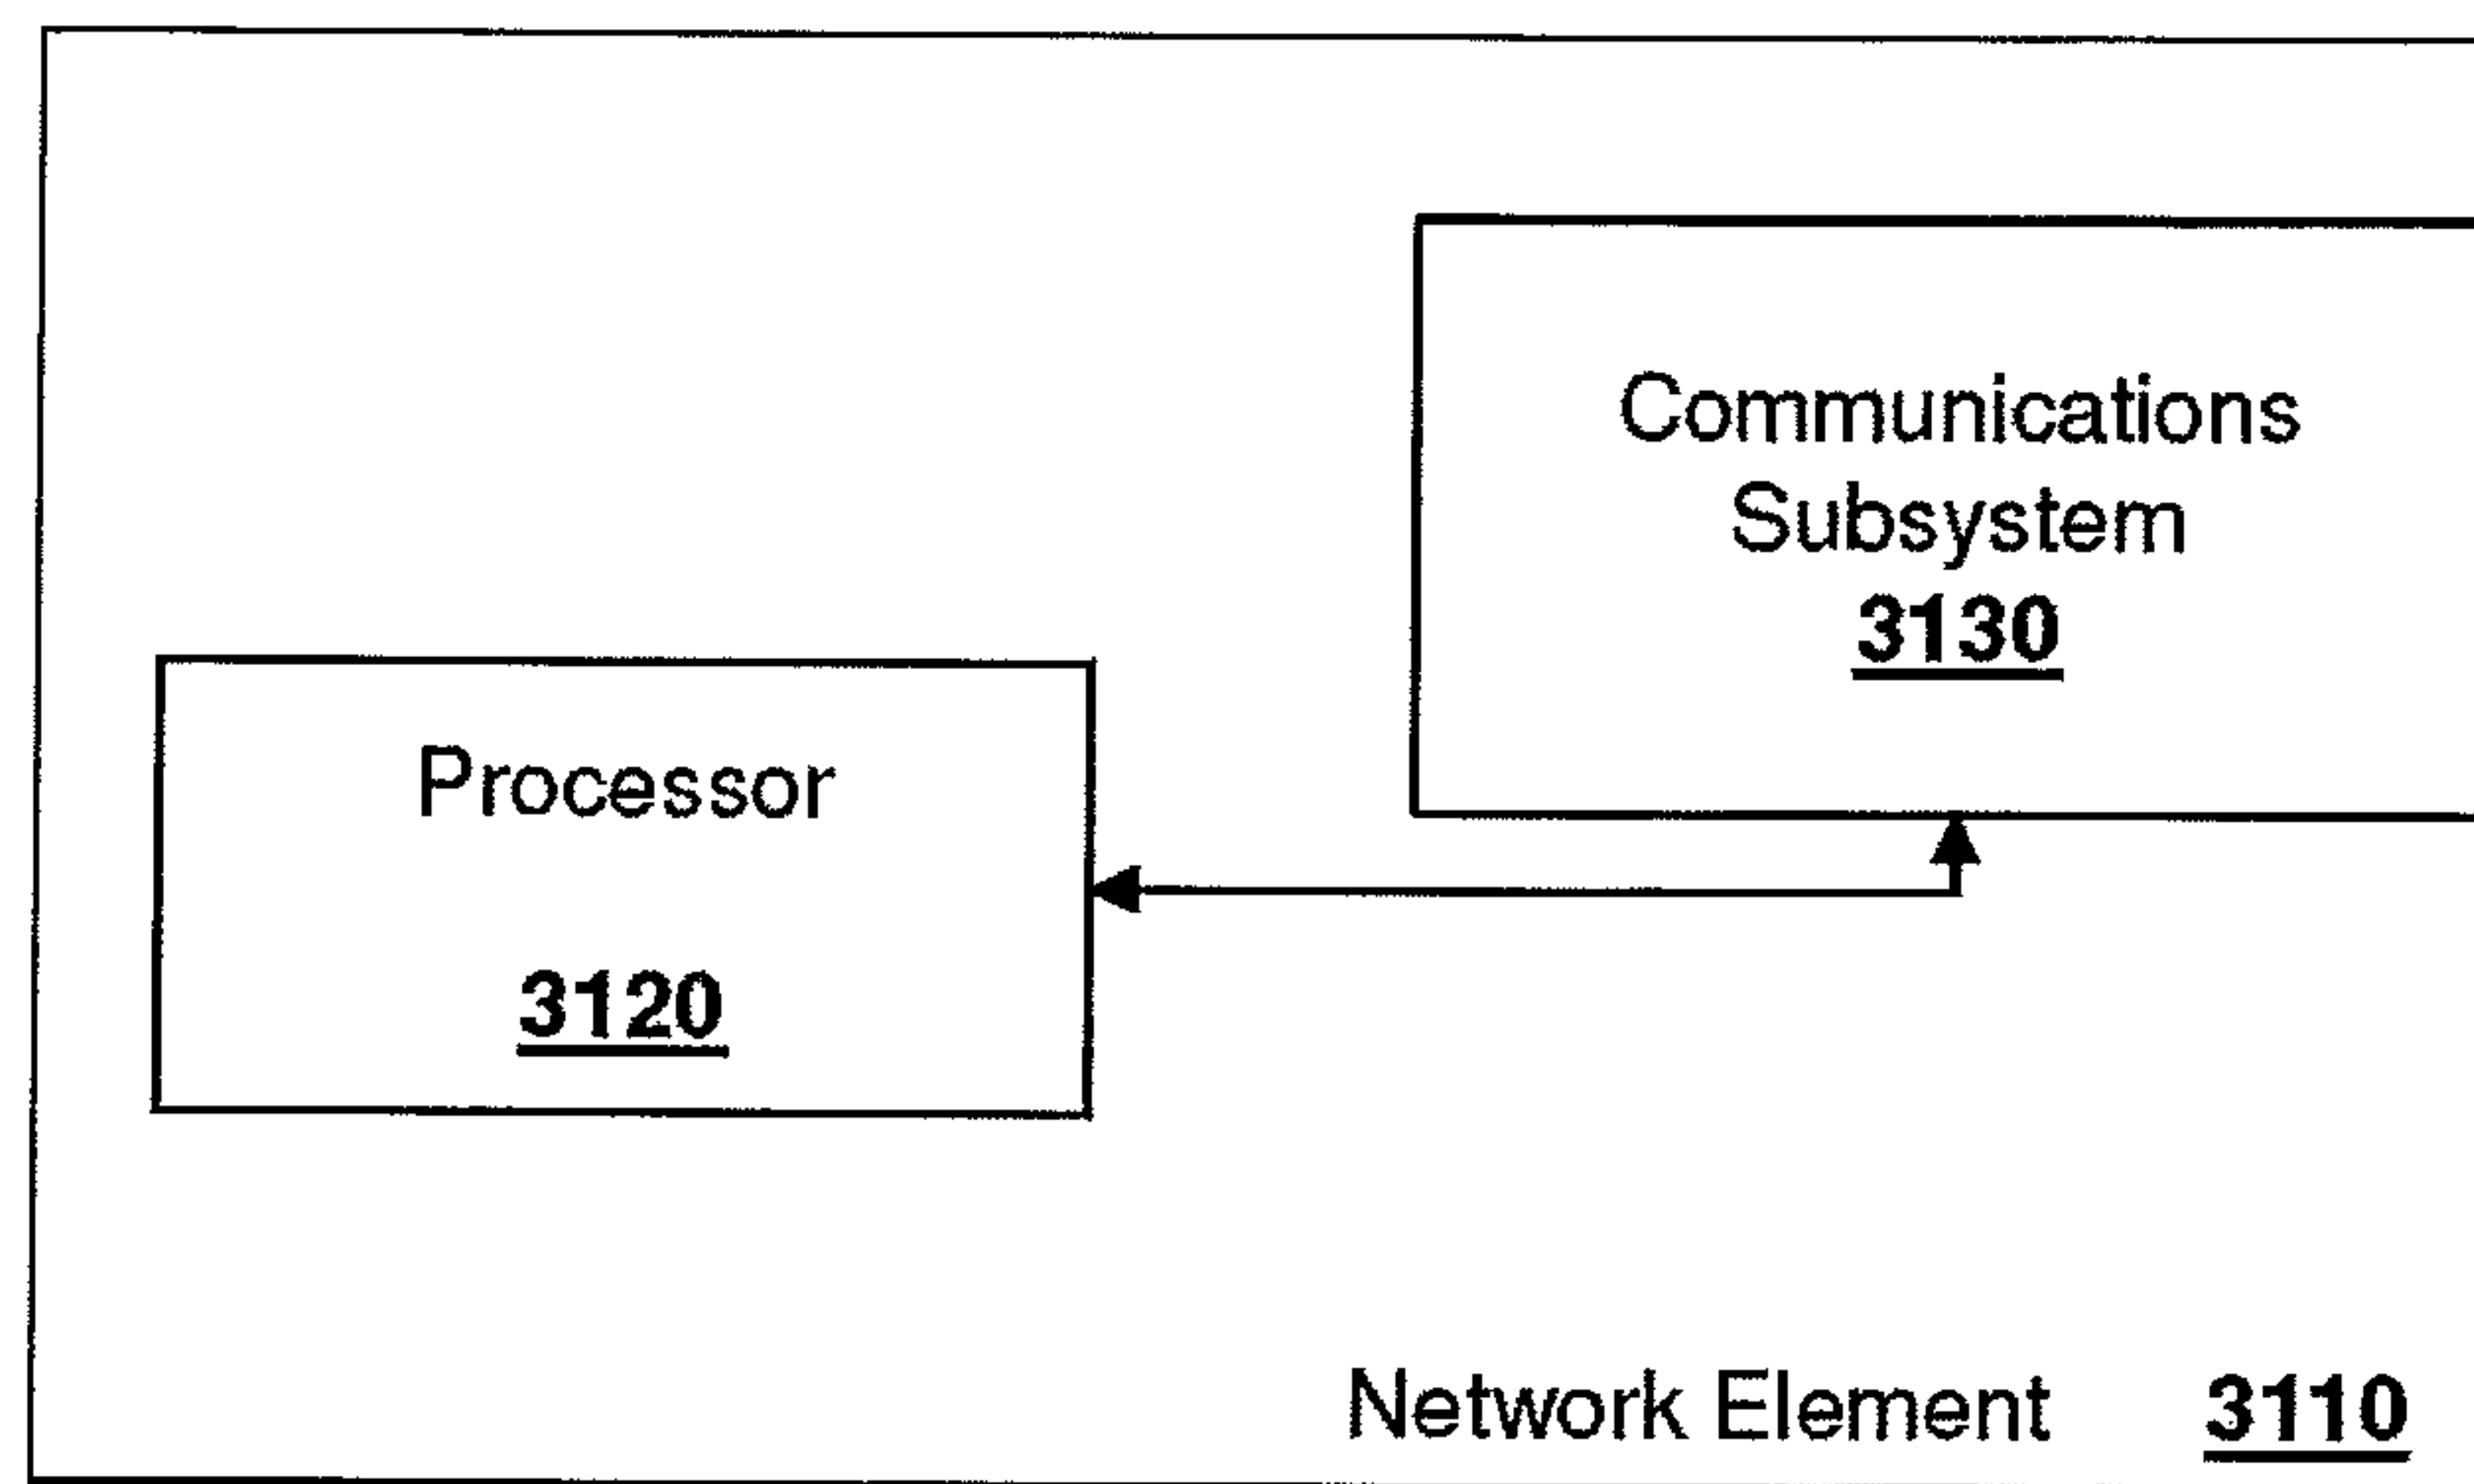 Communications
Subsystem
3130
Processor
3120
Network Element 3110